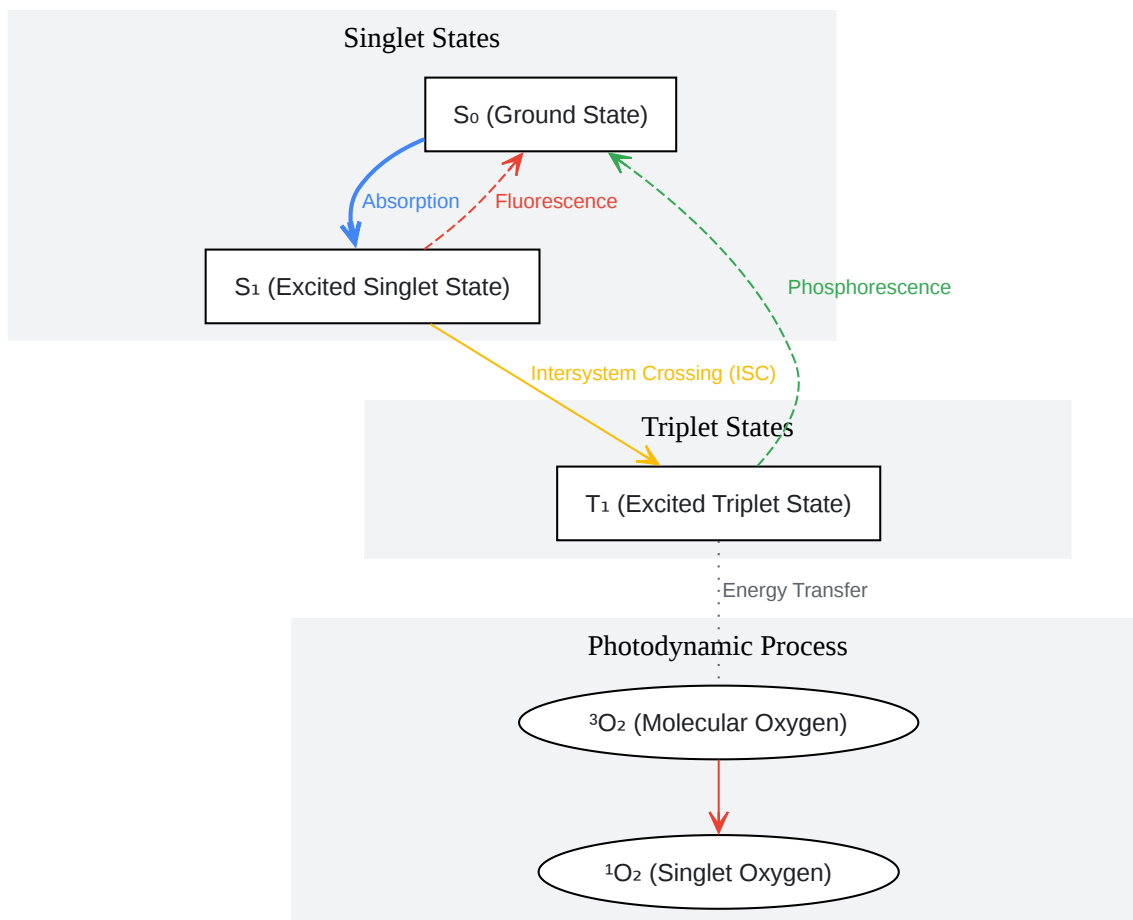 Singlet States
S₀ (Ground State)
Absorption
Fluorescence
S₁ (Excited Singlet State)
Phosphorescence
Intersystem Crossing (ISC)
Triplet States
T₁ (Excited Triplet State)
Energy Transfer
Photodynamic Process
³O₂ (Molecular Oxygen)
¹O₂ (Singlet Oxygen)